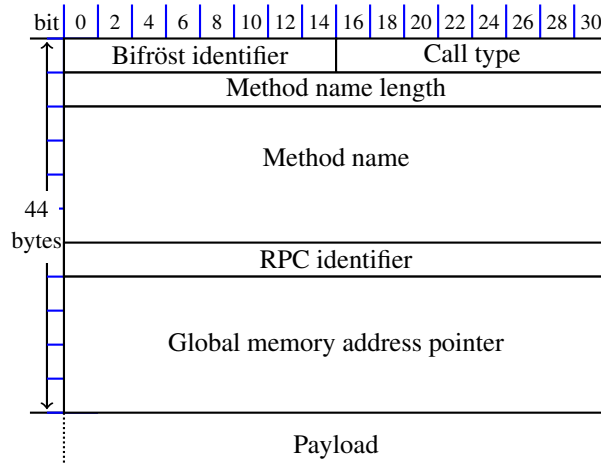 bit 0 2 4 6 8 10 12 14 16 18 20 22 24 26 28 30
Bifröst identifier Call type
Method name length
Method name
44
bytes
RPC identifier
Global memory address pointer
Payload